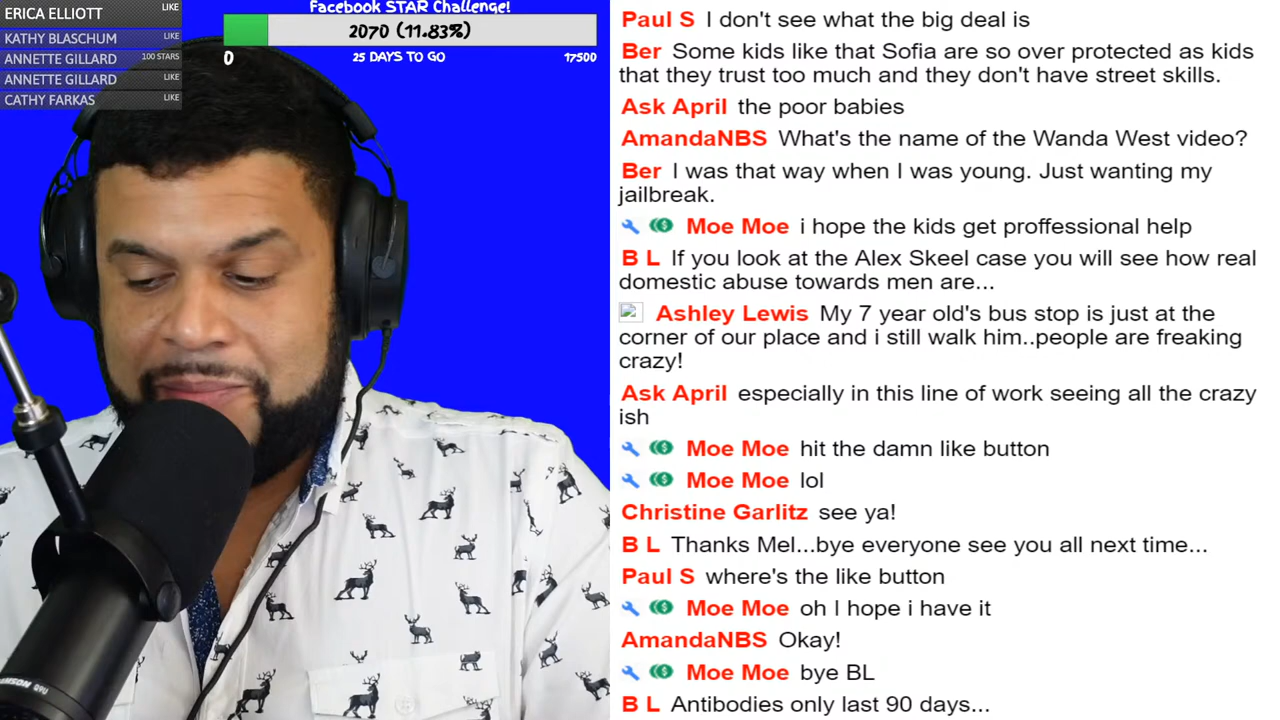 ERICA ELLIOTT LIKE
KATHY BLASCHUM LIKE
ANNETTE GILLARD 100 STARS
ANNETTE GILLARD LIKE
CATHY FARKAS LIKE
Facebook STAR Challenge!
2070 (11.83%)
0 25 DAYS TO GO 17500
Paul S I don't see what the big deal is
Ber Some kids like that Sofia are so over protected as kids
that they trust too much and they don't have street skills.
Ask April the poor babies
AmandaNBS What's the name of the Wanda West video?
Ber I was that way when I was young. Just wanting my
jailbreak.
Moe Moe i hope the kids get proffessional help
B L If you look at the Alex Skeel case you will see how real
domestic abuse towards men are...
Ashley Lewis My 7 year old's bus stop is just at the
corner of our place and i still walk him..people are freaking
crazy!
Ask April especially in this line of work seeing all the crazy
ish
Moe Moe hit the damn like button
Moe Moe lol
Christine Garlitz see ya!
B L Thanks Mel...bye everyone see you all next time...
Paul S where's the like button
Moe Moe oh I hope i have it
AmandaNBS Okay!
Moe Moe bye BL
B L Antibodies only last 90 days...